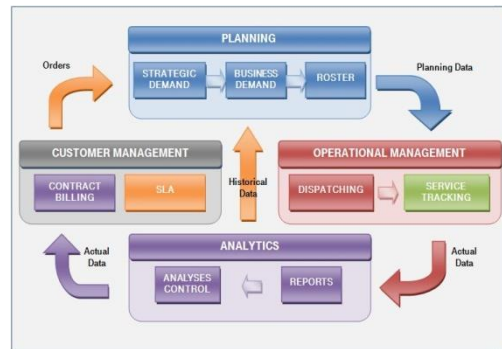 PLANNING
Orders
STRATEGIC
DEMAND
BUSINESS
DEMAND
ROSTER
Planning Data
CUSTOMER MANAGEMENT
CONTRACT
BILLING
SLA
Historical
Data
OPERATIONAL MANAGEMENT
DISPATCHING
SERVICE
TRACKING
Actual
Data
ANALYTICS
ANALYSES
CONTROL
REPORTS
Actual
Data